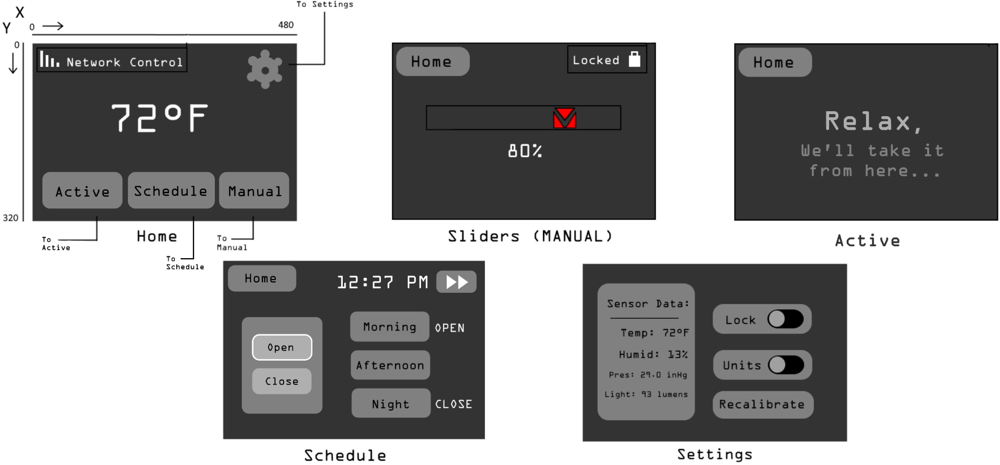 To Settings
X
Y
0
480
0
320
Network Control
72°F
Active
Schedule
Manual
To
Active
Home
To
Schedule
To
Manual
Home
Locked
80%
Sliders (MANUAL)
Home
Relax,
We'll take it
from here...
Active
Home
12:27 PM
Open
Close
Morning
OPEN
Afternoon
Night
CLOSE
Schedule
Sensor Data:
Temp: 72°F
Humid: 13%
Pres: 29.0 inHg
Light: 93 lumens
Lock
Units
Recalibrate
Settings